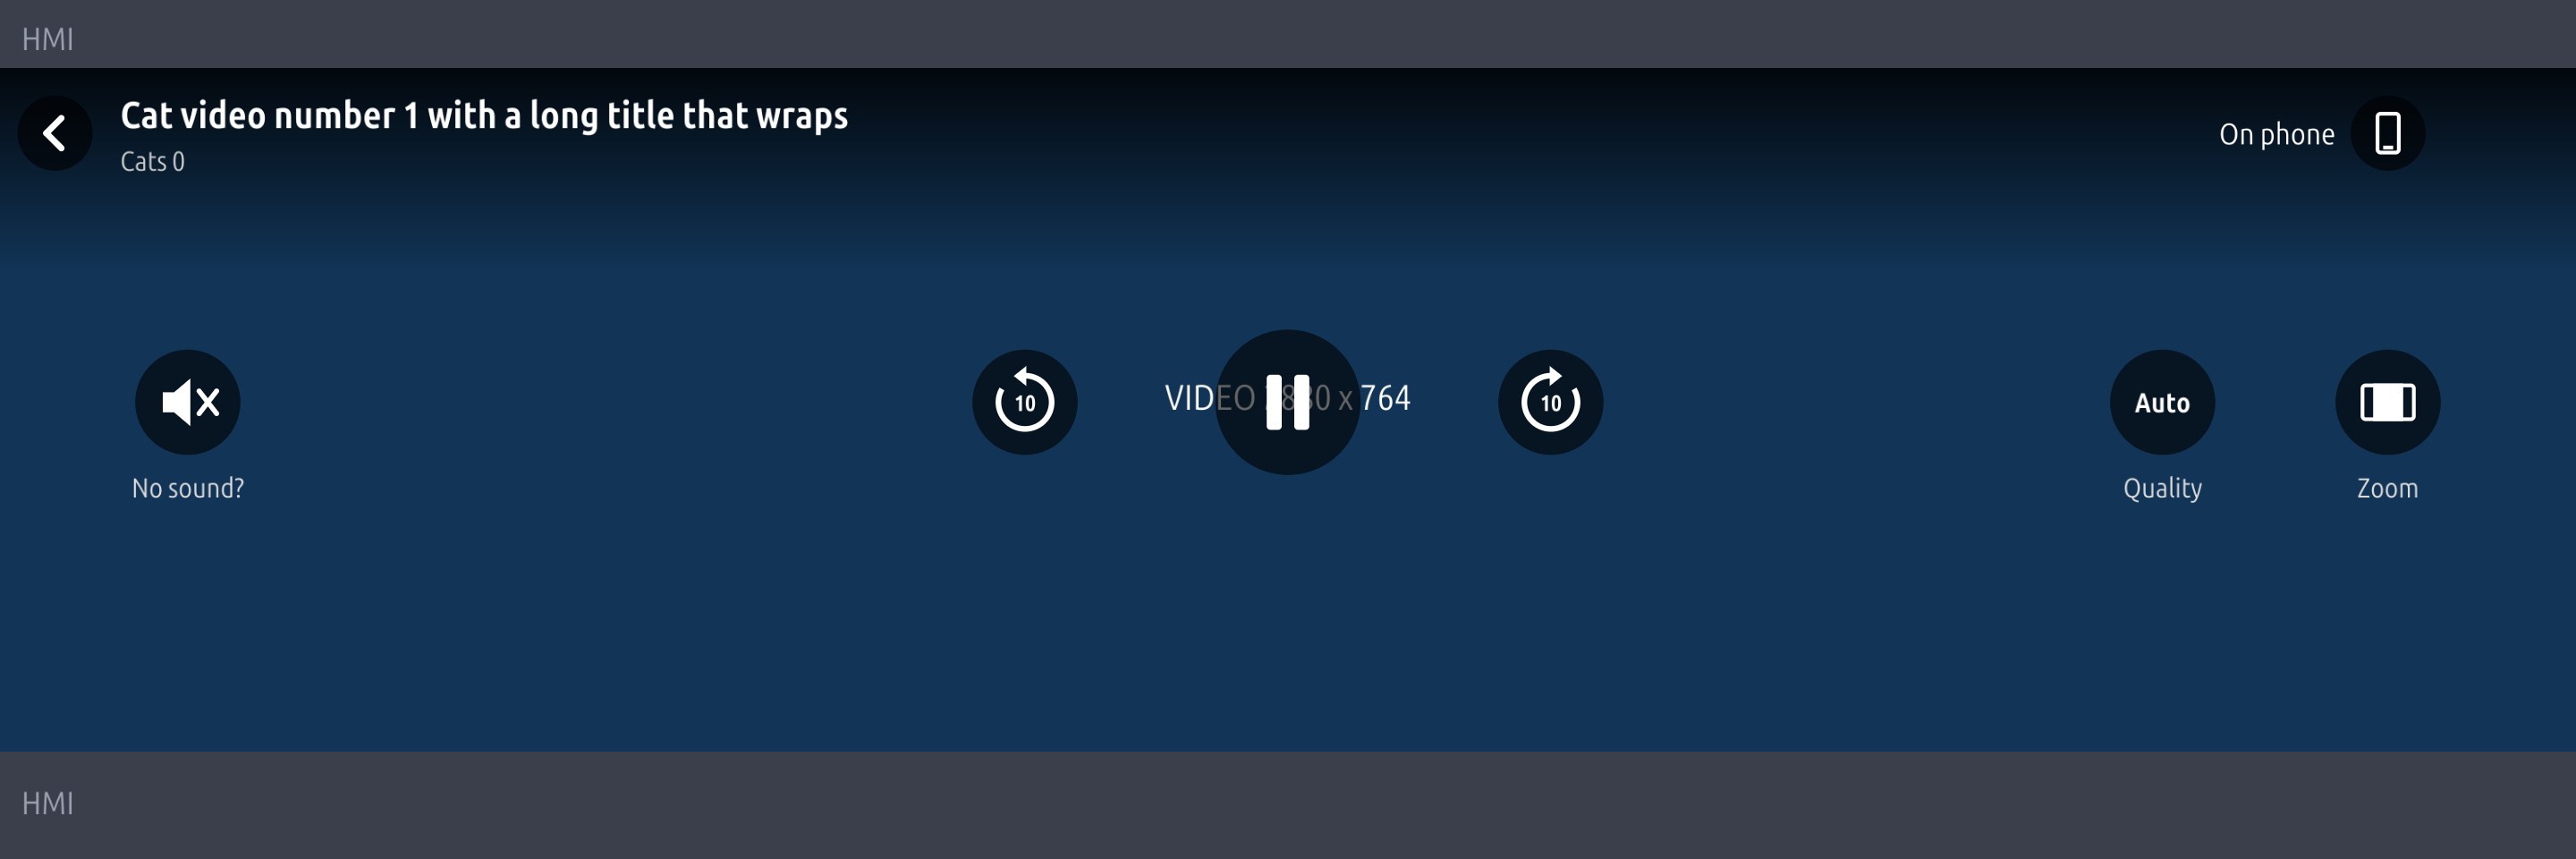 HMI
Cat video number 1 with a long title that wraps
Cats 0
On phone
10
VIDEO 80 x 764
10
Auto
No sound?
Quality
Zoom
HMI